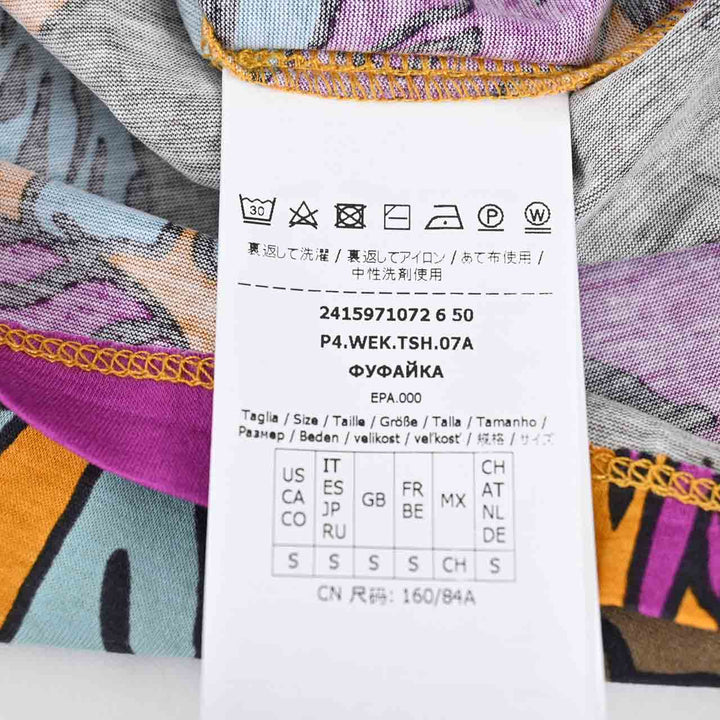 30 P W
裏返して洗濯 / 裏返してアイロン / あて布使用 /
中性洗剤使用
2415971072 6 50
P4.WEK.TSH.07A
ФУФАЙКА
EPA.000
Taglia / Size / Taille / Größe / Talla / Tamanho /
Размер / Beden / velikost / veľkosť / 规格 / サイズ
US CA CO IT ES JP RU GB FR BE MX CH AT NL DE
S S S S CH S
CN 尺码: 160/84A